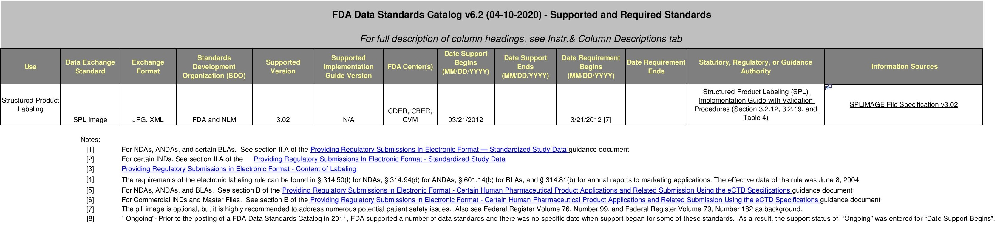 FDA Data Standards Catalog v6.2 (04-10-2020) - Supported and Required Standards
For full description of column headings, see Instr.& Column Descriptions tab
Use
Data Exchange
Standard
Exchange
Format
Standards
Development
Organization (SDO)
Supported
Version
Supported
Implementation
Guide Version
FDA Center(s)
Date Support
Begins
(MM/DD/YYYY)
Date Support
Ends
(MM/DD/YYYY)
Date Requirement
Begins
(MM/DD/YYYY)
Date Requirement
Ends
Statutory, Regulatory, or Guidance
Authority
Information Sources
Structured Product
Labeling
SPL Image
JPG, XML
FDA and NLM
3.02
N/A
CDER, CBER,
CVM
03/21/2012
3/21/2012 [7]
Structured Product Labeling (SPL)
Implementation Guide with Validation
Procedures (Section 3.2.12, 3.2.19, and
Table 4)
SPLIMAGE File Specification v3.02
Notes:
[1] For NDAs, ANDAs, and certain BLAs.  See section II.A of the Providing Regulatory Submissions In Electronic Format — Standardized Study Data guidance document
[2] For certain INDs. See section II.A of the Providing Regulatory Submissions In Electronic Format - Standardized Study Data
[3] Providing Regulatory Submissions in Electronic Format - Content of Labeling
[4] The requirements of the electronic labeling rule can be found in § 314.50(l) for NDAs, § 314.94(d) for ANDAs, § 601.14(b) for BLAs, and § 314.81(b) for annual reports to marketing applications. The effective date of the rule was June 8, 2004.
[5] For NDAs, ANDAs, and BLAs.  See section B of the Providing Regulatory Submissions in Electronic Format - Certain Human Pharmaceutical Product Applications and Related Submission Using the eCTD Specifications guidance document
[6] For Commercial INDs and Master Files.  See section B of the Providing Regulatory Submissions in Electronic Format - Certain Human Pharmaceutical Product Applications and Related Submission Using the eCTD Specifications guidance document
[7] The pill image is optional, but it is highly recommended to address numerous potential patient safety issues.  Also see Federal Register Volume 76, Number 99, and Federal Register Volume 79, Number 182 as background.
[8] " Ongoing"- Prior to the posting of a FDA Data Standards Catalog in 2011, FDA supported a number of data standards and there was no specific date when support began for some of these standards.  As a result, the support status of  “Ongoing” was entered for “Date Support Begins”.